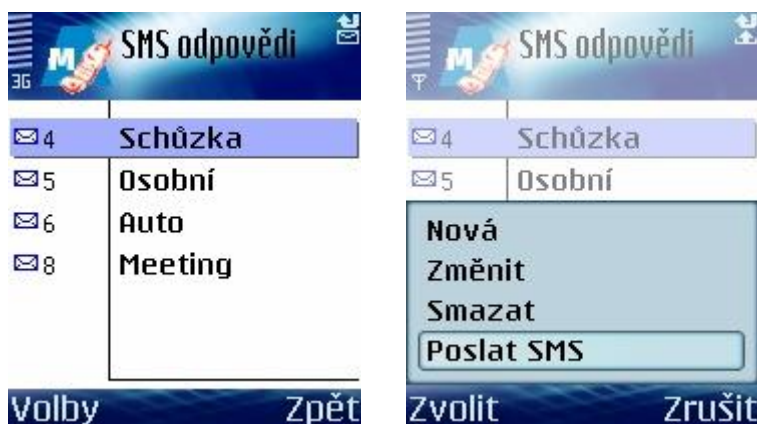 SMS odpovědi
3G
4 Schůzka
5 Osobní
6 Auto
8 Meeting
Volby Zpět
SMS odpovědi
4 Schůzka
5 Osobní
Nová
Změnit
Smazat
Poslat SMS
Zvolit Zrušit